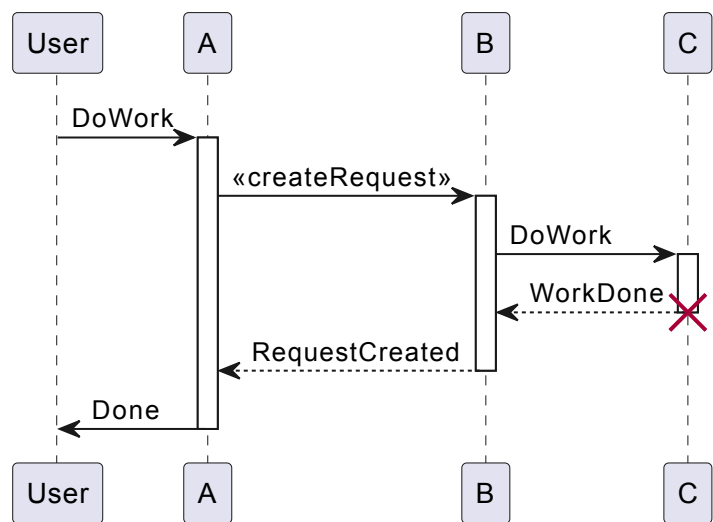 User
A
B
C
DoWork
«createRequest»
DoWork
WorkDone
RequestCreated
Done
User
A
B
C